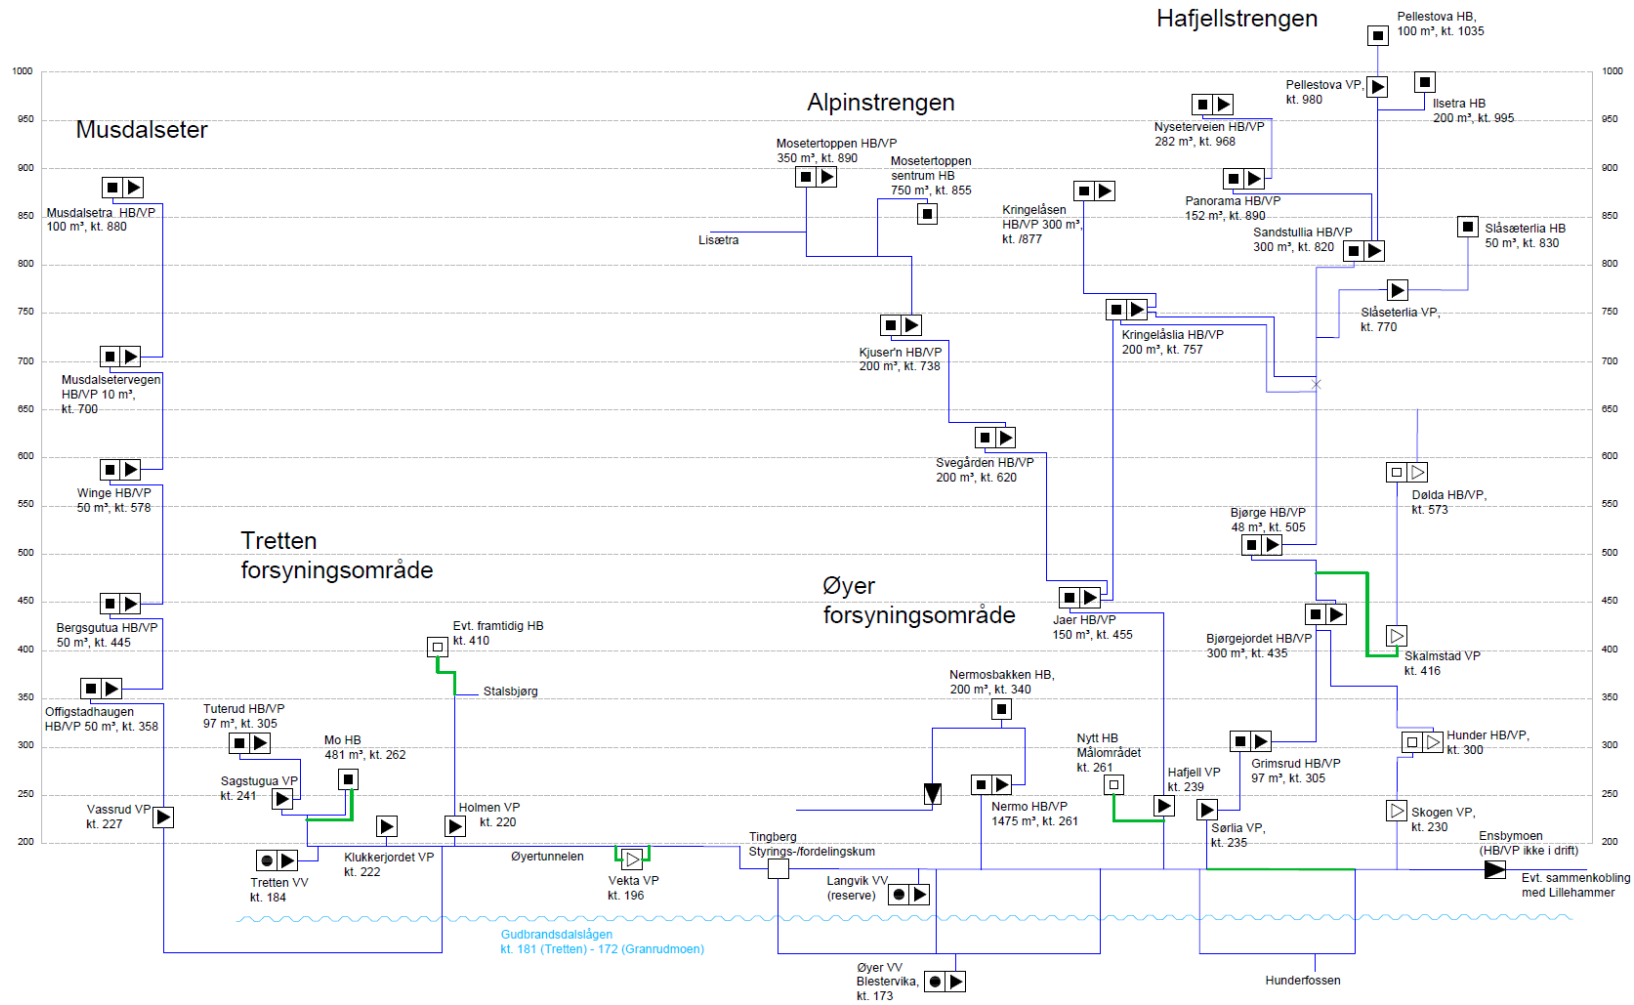 Hafjellstrengen
Pellestova HB,
100 m³, kt. 1035
1000
1000
Pellestova VP,
kt. 980
Ilsetra HB
200 m³, kt. 995
Alpinstrengen
Musdalseter
950
950
Nyseterveien HB/VP
282 m³, kt. 968
Mosetertoppen HB/VP
350 m³, kt. 890
Mosetertoppen
sentrum HB
750 m³, kt. 855
900
900
Musdalsetra HB/VP
100 m³, kt. 880
Kringelåsen
HB/VP 300 m³,
kt. /877
Panorama HB/VP
152 m³, kt. 890
850
850
Sandstullia HB/VP
300 m³, kt. 820
Slåsæterlia HB
50 m³, kt. 830
Lisætra
800
800
750
750
Slåseterlia VP,
kt. 770
Kjuser'n HB/VP
200 m³, kt. 738
Kringelåslia HB/VP
200 m³, kt. 757
700
700
Musdalsetervegen
HB/VP 10 m³,
kt. 700
650
650
600
600
Winge HB/VP
50 m³, kt. 578
Svegården HB/VP
200 m³, kt. 620
Dølda HB/VP,
kt. 573
550
550
Bjørge HB/VP
48 m³, kt. 505
Tretten
forsyningsområde
500
500
Øyer
forsyningsområde
450
450
Bergsgutua HB/VP
50 m³, kt. 445
Evt. framtidig HB
kt. 410
Jaer HB/VP
150 m³, kt. 455
Bjørgejordet HB/VP
300 m³, kt. 435
Skalmstad VP
kt. 416
400
400
Nermosbakken HB,
200 m³, kt. 340
Stalsbjørg
350
350
Offigstadhaugen
HB/VP 50 m³, kt. 358
Tuterud HB/VP
97 m³, kt. 305
Mo HB
481 m³, kt. 262
Nytt HB
Målområdet
kt. 261
Hunder HB/VP,
kt. 300
300
300
Sagstugua VP
kt. 241
Hafjell VP
kt. 239
Grimsrud HB/VP
97 m³, kt. 305
250
250
Vassrud VP
kt. 227
Holmen VP
kt. 220
Nermo HB/VP
1475 m³, kt. 261
Sørlia VP,
kt. 235
Skogen VP,
kt. 230
200
200
Tingberg
Styrings-/fordelingskum
Ensbymoen
(HB/VP ikke i drift)
Klukkerjordet VP
kt. 222
Øyertunnelen
Tretten VV
kt. 184
Vekta VP
kt. 196
Langvik VV
(reserve)
Evt. sammenkobling
med Lillehammer
Gudbrandsdalslågen
kt. 181 (Tretten) - 172 (Granrudmoen)
Øyer VV
Blestervika,
kt. 173
Hunderfossen